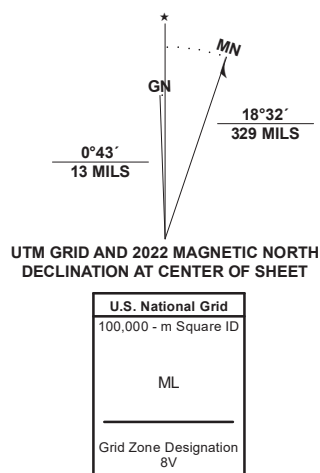 ★
MN
GN
18°32´
329 MILS
0°43´
13 MILS
UTM GRID AND 2022 MAGNETIC NORTH
DECLINATION AT CENTER OF SHEET
U.S. National Grid
100,000 - m Square ID
ML
Grid Zone Designation
8V